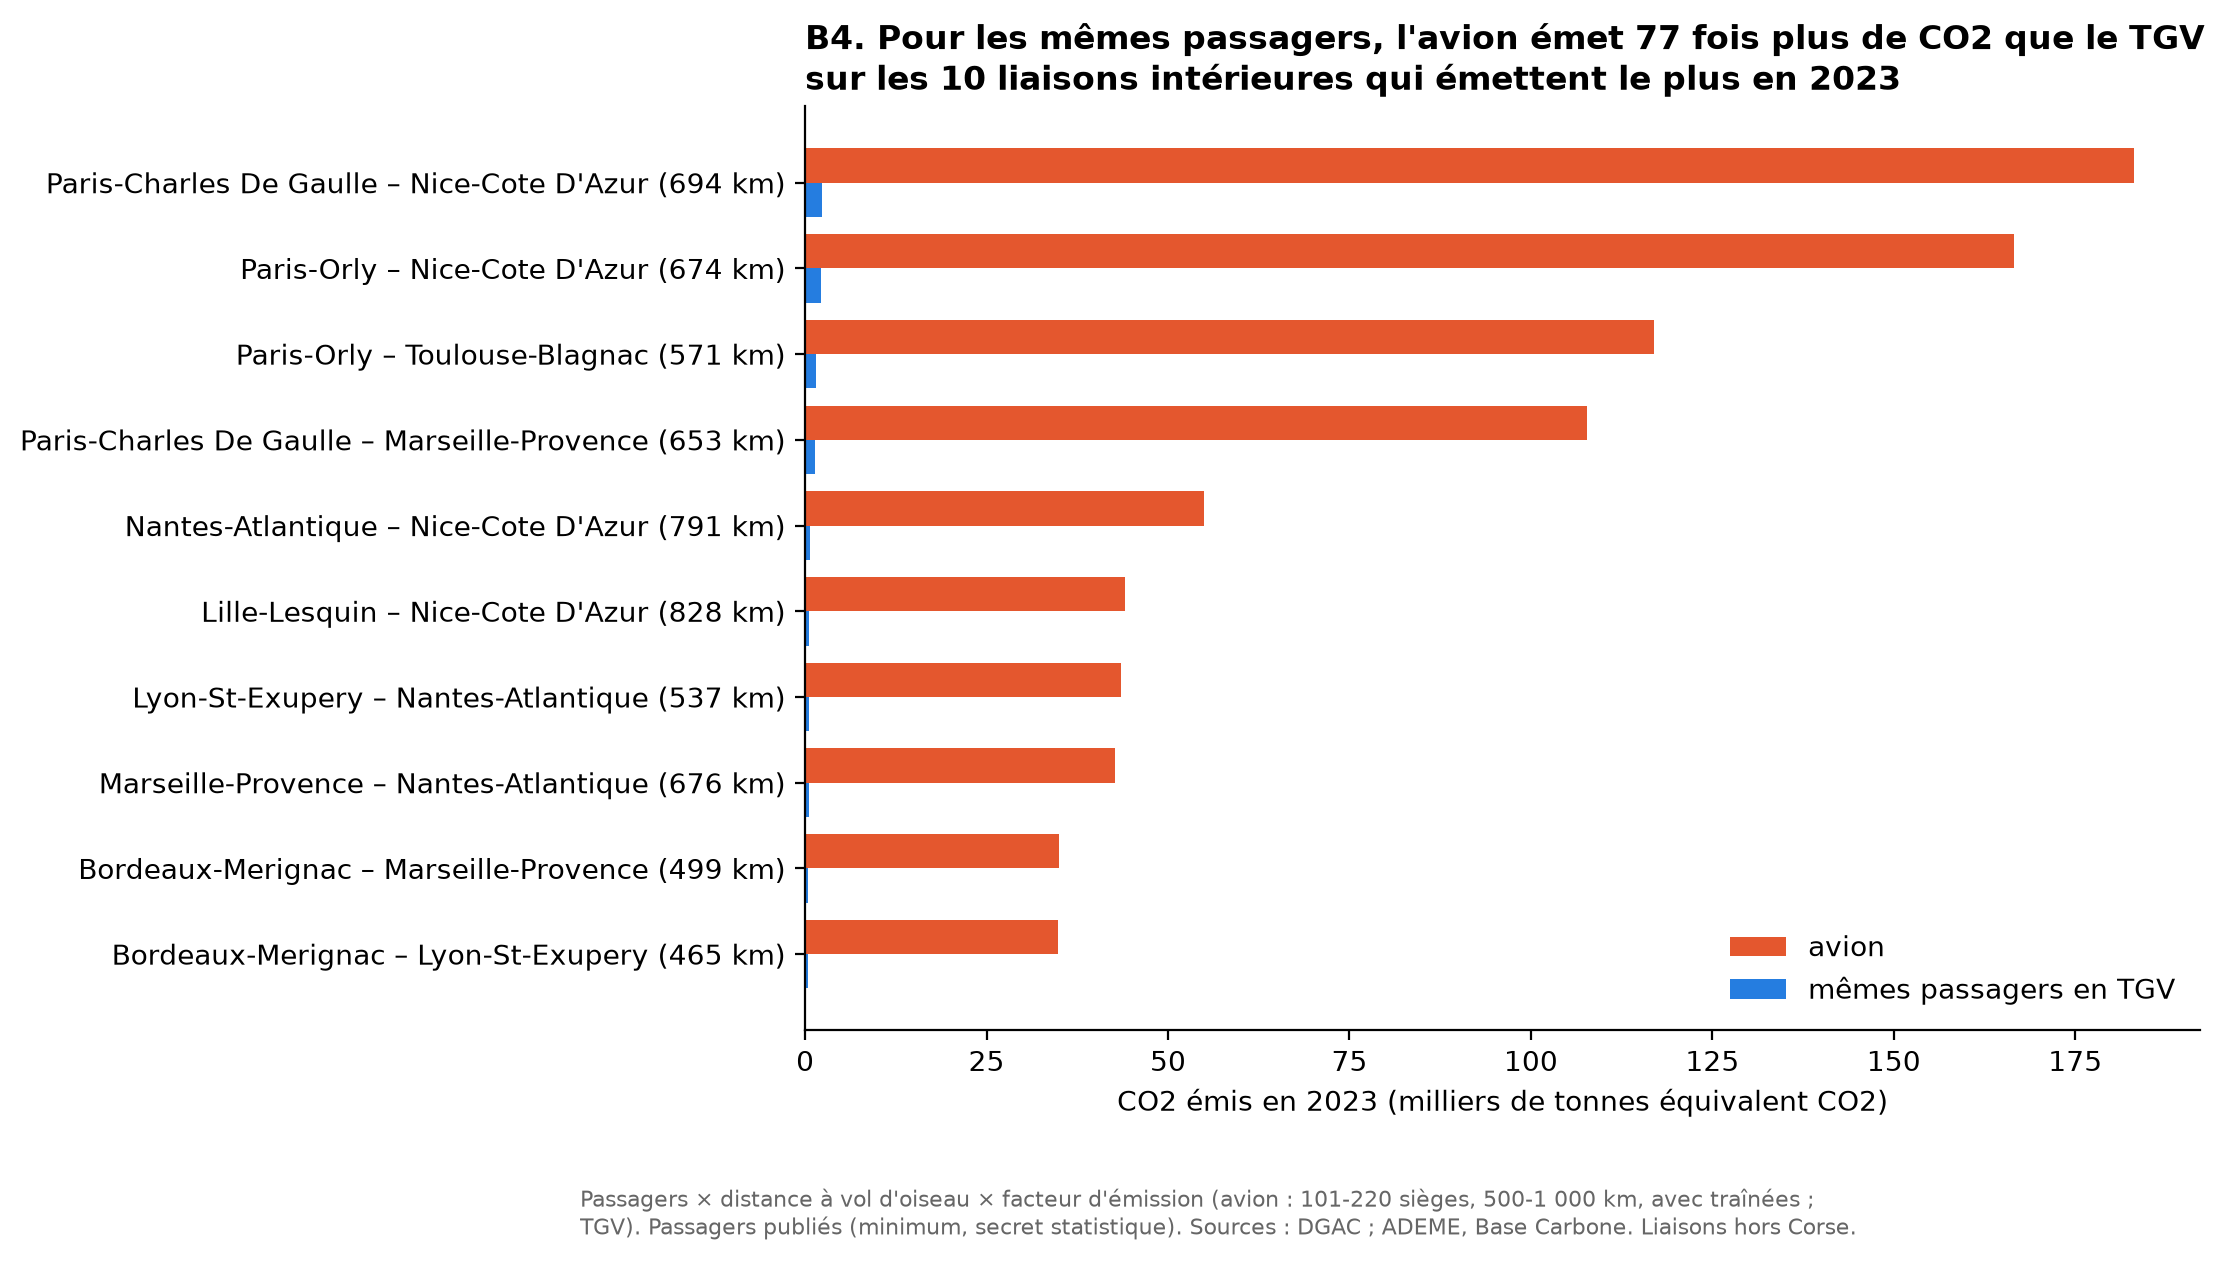 B4. Pour les mêmes passagers, l'avion émet 77 fois plus de CO2 que le TGV
sur les 10 liaisons intérieures qui émettent le plus en 2023
Paris-Charles De Gaulle – Nice-Cote D'Azur (694 km)
Paris-Orly – Nice-Cote D'Azur (674 km)
Paris-Orly – Toulouse-Blagnac (571 km)
Paris-Charles De Gaulle – Marseille-Provence (653 km)
Nantes-Atlantique – Nice-Cote D'Azur (791 km)
Lille-Lesquin – Nice-Cote D'Azur (828 km)
Lyon-St-Exupery – Nantes-Atlantique (537 km)
Marseille-Provence – Nantes-Atlantique (676 km)
Bordeaux-Merignac – Marseille-Provence (499 km)
Bordeaux-Merignac – Lyon-St-Exupery (465 km)
avion
mêmes passagers en TGV
0 25 50 75 100 125 150 175
CO2 émis en 2023 (milliers de tonnes équivalent CO2)
Passagers × distance à vol d'oiseau × facteur d'émission (avion : 101-220 sièges, 500-1 000 km, avec traînées ;
TGV). Passagers publiés (minimum, secret statistique). Sources : DGAC ; ADEME, Base Carbone. Liaisons hors Corse.